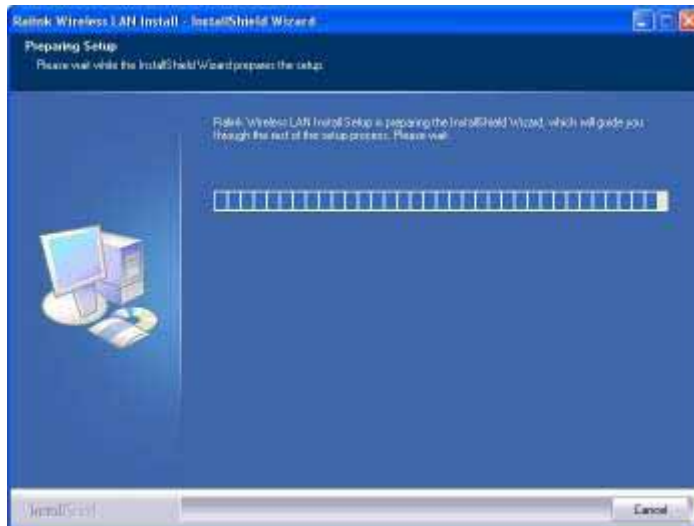 Ralink Wireless LAN Install - InstallShield Wizard
Preparing Setup
Please wait while the InstallShield Wizard prepares the setup.
Ralink Wireless LAN Install Setup is preparing the InstallShield Wizard, which will guide you
through the rest of the setup process. Please wait.
InstallShield
Cancel